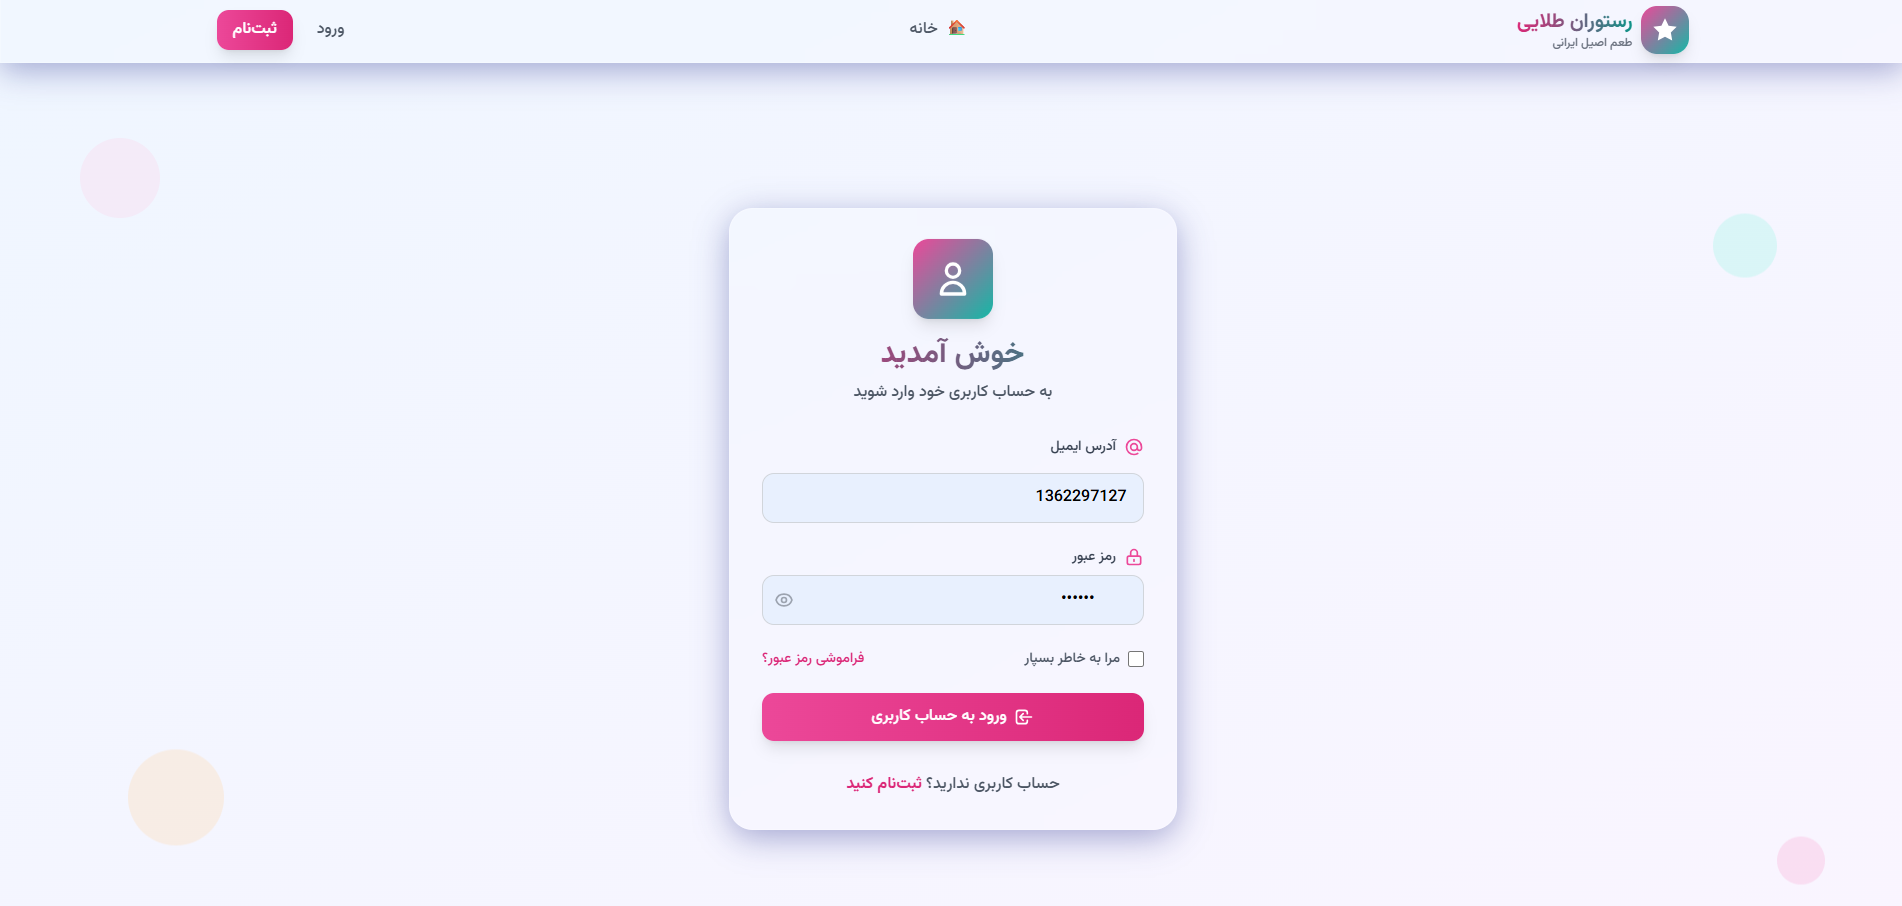 رستوران طلایی
طعم اصیل ایرانی
خانه
ورود
ثبت‌نام
خوش آمدید
به حساب کاربری خود وارد شوید
آدرس ایمیل
1362297127
رمز عبور
••••••
مرا به خاطر بسپار
فراموشی رمز عبور؟
ورود به حساب کاربری
حساب کاربری ندارید؟ ثبت‌نام کنید